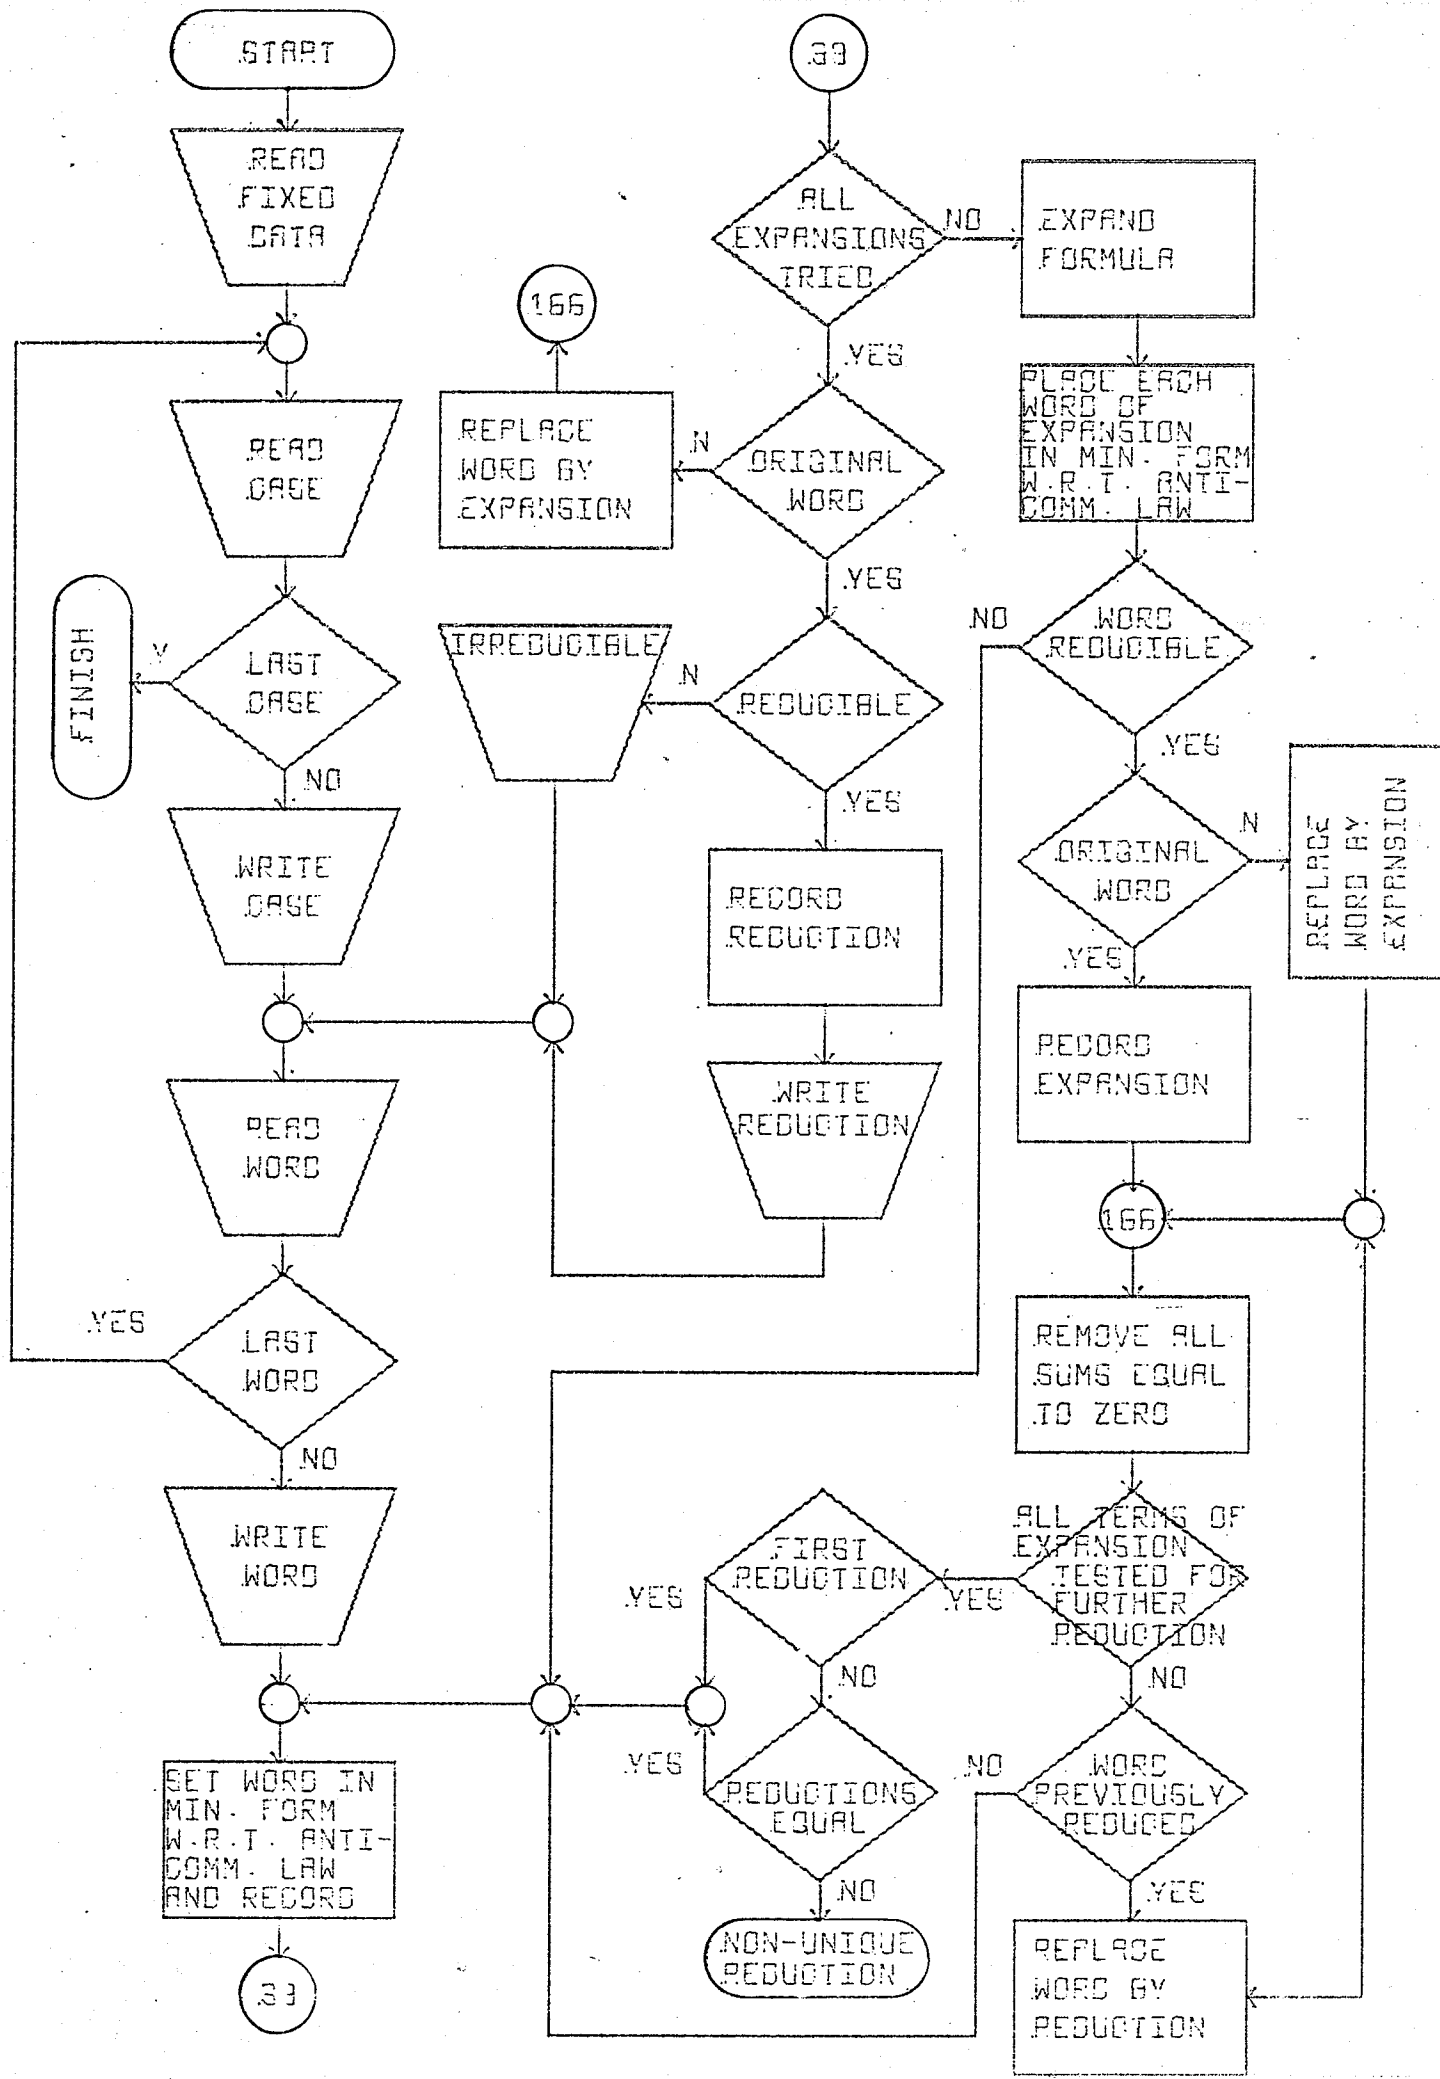 START
READ
FIXED
DATA
READ
CASE
LAST
CASE
Y
FINISH
NO
WRITE
CASE
READ
WORD
LAST
WORD
YES
NO
WRITE
WORD
SET WORD IN
MIN. FORM
W.R.T. ANTI-
COMM. LAW
AND RECORD
39
39
ALL
EXPANSIONS
TRIED
NO
YES
166
REPLACE
WORD BY
EXPANSION
N
ORIGINAL
WORD
YES
IRREDUCIBLE
N
REDUCIBLE
YES
RECORD
REDUCTION
WRITE
REDUCTION
EXPAND
FORMULA
PLACE EACH
WORD OF
EXPANSION
IN MIN. FORM
W.R.T. ANTI-
COMM. LAW
NO
WORD
REDUCIBLE
YES
ORIGINAL
WORD
N
REPLACE
WORD BY
EXPANSION
YES
RECORD
EXPANSION
166
REMOVE ALL
SUMS EQUAL
TO ZERO
ALL TERMS OF
EXPANSION
TESTED FOR
FURTHER
REDUCTION
YES
NO
FIRST
REDUCTION
YES
NO
REDUCTIONS
EQUAL
YES
NO
NON-UNIQUE
REDUCTION
WORD
PREVIOUSLY
REDUCED
NO
YES
REPLACE
WORD BY
REDUCTION